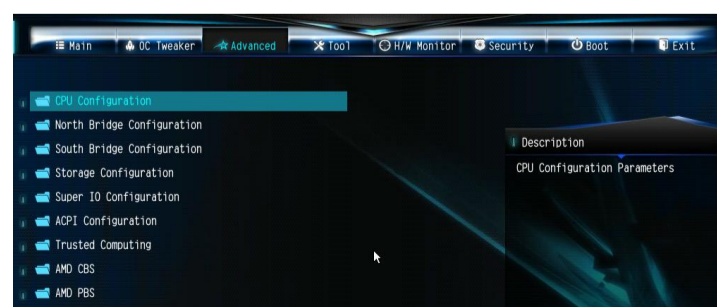 Main OC Tweaker Advanced Tool H/W Monitor Security Boot Exit
CPU Configuration
North Bridge Configuration
South Bridge Configuration
Storage Configuration
Super IO Configuration
ACPI Configuration
Trusted Computing
AMD CBS
AMD PBS
Description
CPU Configuration Parameters